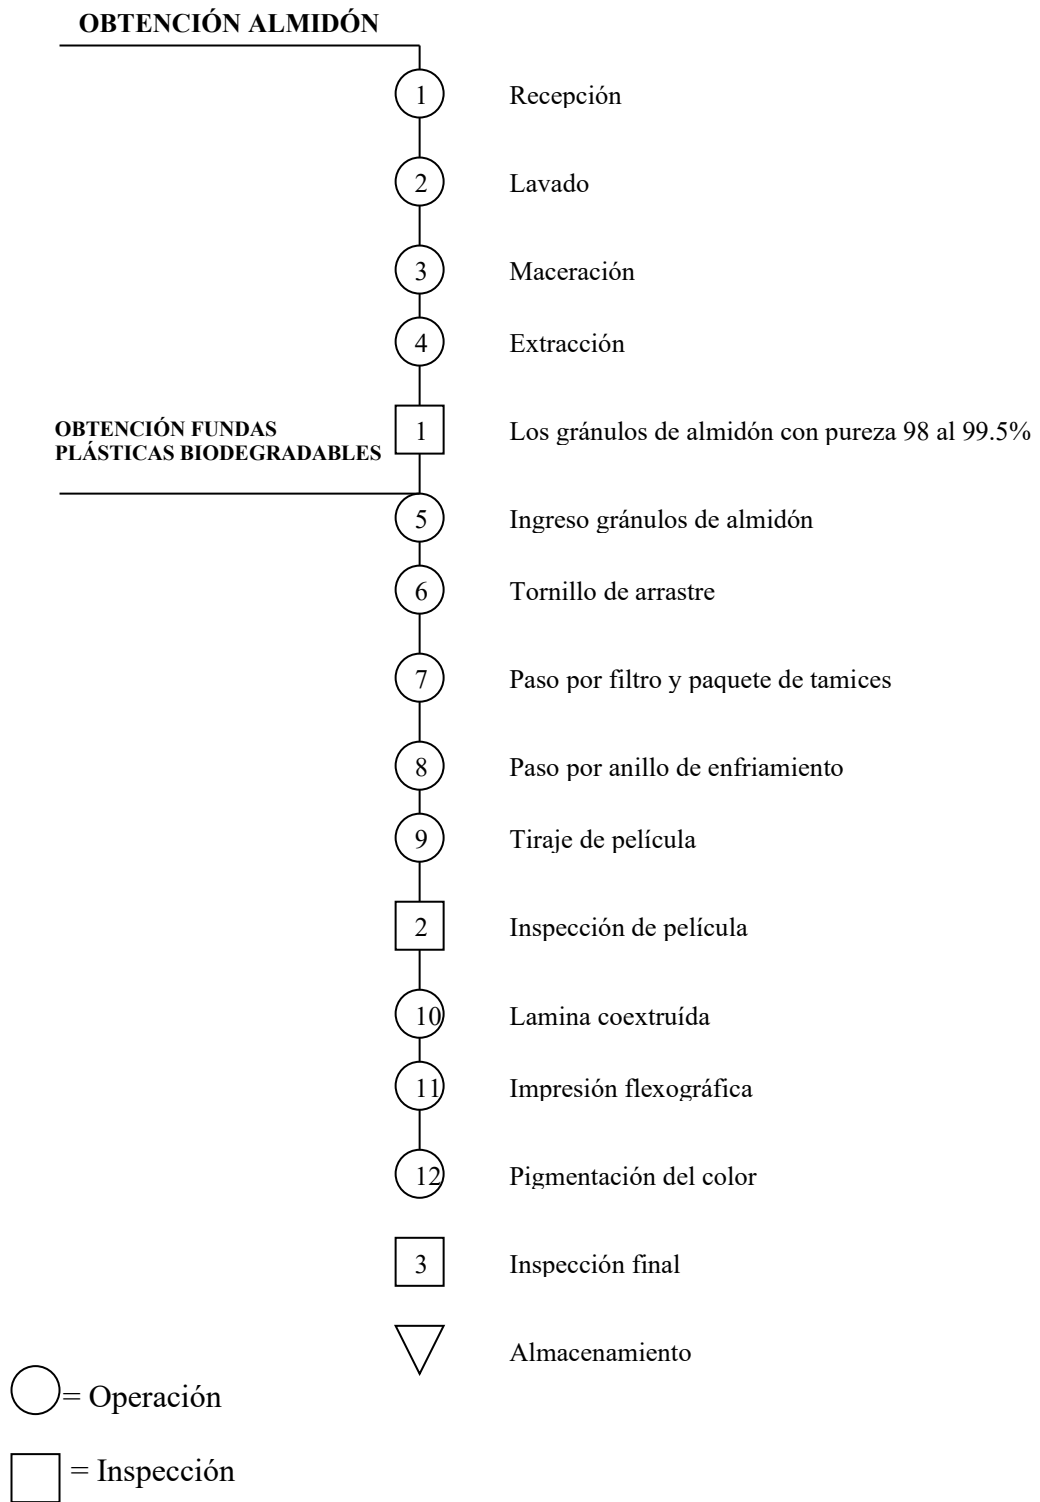 OBTENCIÓN ALMIDÓN
1 Recepción
2 Lavado
3 Maceración
4 Extracción
OBTENCIÓN FUNDAS
PLÁSTICAS BIODEGRADABLES
1 Los gránulos de almidón con pureza 98 al 99.5%
5 Ingreso gránulos de almidón
6 Tornillo de arrastre
7 Paso por filtro y paquete de tamices
8 Paso por anillo de enfriamiento
9 Tiraje de película
2 Inspección de película
10 Lamina coextruída
11 Impresión flexográfica
12 Pigmentación del color
3 Inspección final
Almacenamiento
= Operación
= Inspección